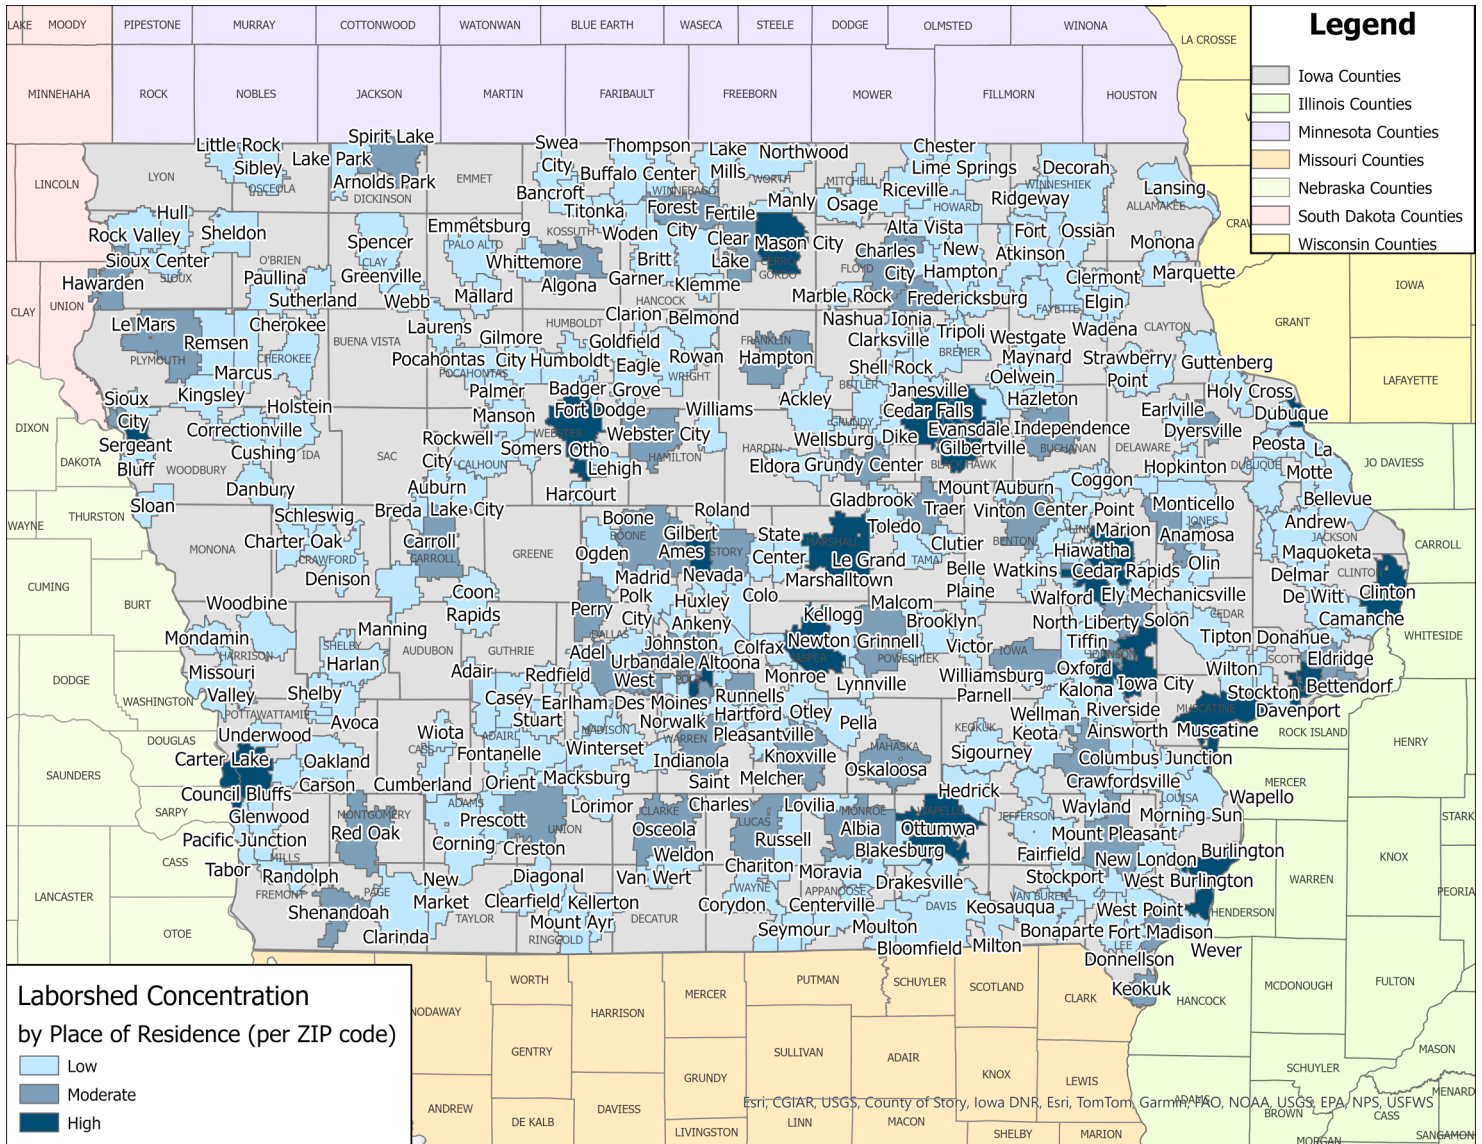 LAKE
MOODY
PIPESTONE
MURRAY
COTTONWOOD
WATONWAN
BLUE EARTH
WASECA
STEELE
DODGE
OLMSTED
WINONA
LA CROSSE
Legend
Iowa Counties
Illinois Counties
Minnesota Counties
Missouri Counties
Nebraska Counties
South Dakota Counties
Wisconsin Counties
MINNEHAHA
ROCK
NOBLES
JACKSON
MARTIN
FARIBAULT
FREEBORN
MOWER
FILLMORN
HOUSTON
V
CRAW
LINCOLN
LYON
Little Rock
Sibley
OSCEOLA
Spirit Lake
Lake Park
Arnolds Park
DICKINSON
EMMET
Swea
City
Bancroft
Thompson
Buffalo Center
WINNEBAGO
Lake
Mills
Northwood
WORTH
MITCHELL
Osage
Chester
Lime Springs
Riceville
HOWARD
Decorah
WINNESHIEK
Ridgeway
Lansing
ALLAMAKEE
Hull
Rock Valley
Sioux Center
SIOUX
Hawarden
Sheldon
O'BRIEN
Paullina
Sutherland
Spencer
CLAY
Greenville
Webb
Emmetsburg
PALO ALTO
Mallard
Titonka
KOSSUTH
Whittemore
Algona
Woden
Forest
City
Britt
Garner
HANCOCK
Fertile
Clear
Lake
Klemme
Manly
Mason City
CERRO
GORDO
Charles
City
FLOYD
Marble Rock
Alta Vista
New
Hampton
Fredericksburg
Fort
Atkinson
Ossian
Monona
Marquette
Clermont
Elgin
FAYETTE
CLAY
UNION
IOWA
GRANT
LAFAYETTE
Le Mars
PLYMOUTH
Remsen
Marcus
Kingsley
Cherokee
CHEROKEE
BUENA VISTA
Laurens
Pocahontas
POCAHONTAS
Gilmore
City
Palmer
HUMBOLDT
Humboldt
Clarion
Goldfield
Eagle
Grove
Belmond
Rowan
WRIGHT
FRANKLIN
Hampton
Nashua
Ionia
Clarksville
Shell Rock
BUTLER
Tripoli
BREMER
Westgate
Maynard
Oelwein
Wadena
CLAYTON
Strawberry
Point
Guttenberg
Holy Cross
Sioux
City
Sergeant
Bluff
WOODBURY
Holstein
Correctionville
Cushing
IDA
Danbury
Sloan
SAC
Manson
Rockwell
City
Somers
CALHOUN
Badger
Fort Dodge
WEBSTER
Otho
Lehigh
Harcourt
Webster
City
HAMILTON
Williams
Ackley
HARDIN
Eldora
GRUNDY
Wellsburg
Grundy Center
Dike
Janesville
Cedar Falls
Evansdale
Gilbertville
BLACK HAWK
Hazleton
Independence
BUCHANAN
Earlville
Dyersville
DELAWARE
Hopkinton
Dubuque
DUBUQUE
Peosta
La
Motte
Bellevue
JO DAVIESS
DIXON
DAKOTA
WAYNE
THURSTON
MONONA
Schleswig
Charter Oak
CRAWFORD
Denison
Auburn
Breda
Lake City
Carroll
CARROLL
GREENE
Boone
BOONE
Ogden
Roland
Gilbert
Ames
STORY
Nevada
State
Center
MARSHALL
Marshalltown
Le Grand
Gladbrook
Toledo
Traer
TAMA
Clutier
Mount Auburn
Vinton
BENTON
Belle
Plaine
Watkins
Coggon
Center Point
LINN
Marion
Hiawatha
Cedar Rapids
Walford
Ely
Monticello
JONES
Anamosa
Olin
Mechanicsville
CEDAR
Andrew
JACKSON
Maquoketa
Delmar
De Witt
CLINTO
Clinton
Camanche
CARROLL
WHITESIDE
CUMING
BURT
DODGE
WASHINGTON
Woodbine
Mondamin
HARRISON
Missouri
Valley
Manning
SHELBY
Harlan
Shelby
Avoca
AUDUBON
Coon
Rapids
GUTHRIE
Adair
Casey
Stuart
Madrid
Polk
City
Perry
DALLAS
Adel
Redfield
Huxley
Ankeny
Johnston
Urbandale
West
Des Moines
Altoona
POLK
Colo
Kellogg
Newton
JASPER
Colfax
Monroe
Malcom
Grinnell
POWESHIEK
Lynnville
Brooklyn
Victor
IOWA
Williamsburg
Parnell
North Liberty
Tiffin
JOHNSON
Oxford
Iowa City
Kalona
Solon
Tipton
Wilton
Donahue
SCOTT
Eldridge
Bettendorf
Stockton
Davenport
MUSCATINE
Muscatine
ROCK ISLAND
HENRY
DOUGLAS
SAUNDERS
SARPY
POTTAWATTAMIE
Underwood
Carter Lake
Council Bluffs
Oakland
Carson
Wiota
CASS
Cumberland
ADAIR
Fontanelle
Orient
Earlham
MADISON
Winterset
Macksburg
Norwalk
WARREN
Indianola
Saint
Charles
Runnells
Hartford
Pleasantville
Otley
Pella
Knoxville
Melcher
MAHASKA
Oskaloosa
KEOKUK
Sigourney
Hedrick
Wellman
Keota
Riverside
Ainsworth
Columbus Junction
Crawfordsville
LOUISA
Wapello
Morning Sun
MERCER
CASS
LANCASTER
OTOE
Glenwood
Pacific Junction
MILLS
Tabor
Randolph
FREMONT
Shenandoah
PAGE
Clarinda
MONTGOMERY
Red Oak
ADAMS
Prescott
Corning
New
Market
TAYLOR
UNION
Creston
Lorimor
Diagonal
Clearfield
Kellerton
Mount Ayr
RINGGOLD
CLARKE
Osceola
Weldon
Van Wert
DECATUR
LUCAS
Lovilia
Russell
Chariton
WAYNE
Corydon
Seymour
MONROE
Albia
Moravia
APPANOOSE
Centerville
Moulton
WAPELLO
Ottumwa
Blakesburg
Drakesville
DAVIS
Bloomfield
JEFFERSON
Fairfield
Stockport
VAN BUREN
Keosauqua
Bonaparte
Milton
Wayland
Mount Pleasant
New London
West Burlington
Burlington
West Point
Fort Madison
LEE
Donnellson
Wever
Keokuk
HENDERSON
WARREN
KNOX
STARK
PEORIA
HANCOCK
MCDONOUGH
FULTON
SCHUYLER
MASON
ADAMS
BROWN
CASS
MENARD
MORGAN
SANGAMON
NODAWAY
WORTH
HARRISON
MERCER
PUTMAN
SCHUYLER
SCOTLAND
CLARK
GENTRY
SULLIVAN
ADAIR
KNOX
LEWIS
GRUNDY
ANDREW
DE KALB
DAVIESS
LIVINGSTON
LINN
MACON
SHELBY
MARION
Laborshed Concentration
by Place of Residence (per ZIP code)
Low
Moderate
High
Esri, CGIAR, USGS, County of Story, Iowa DNR, Esri, TomTom, Garmin, FAO, NOAA, USGS, EPA, NPS, USFWS